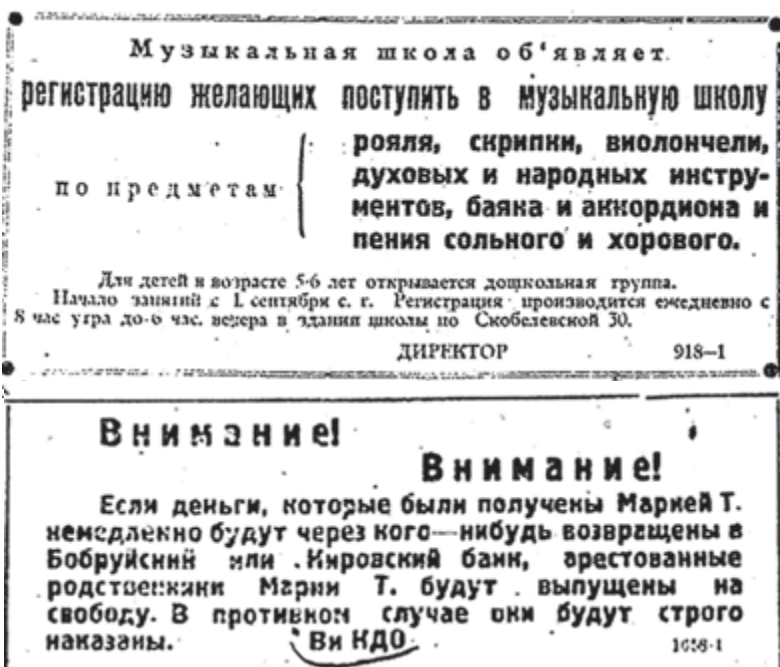 Музыкальная школа об‘являет
регистрацию желающих поступить в музыкальную школу
по предметам
рояля, скрипки, виолончели,
духовых и народных инстру-
ментов, баяна и аккордиона и
пения сольного и хорового.
Для детей в возрасте 5-6 лет открывается дошкольная группа.
Начало занятий с 1 сентября с. г. Регистрация производится ежедневно с
8 час утра до 6 час. вечера в здании школы по Скобелевской 30.
ДИРЕКТОР 918—1
Внимание!
Внимание!
Если деньги, которые были получены Марией Т.
немедленно будут через кого—нибудь возвращены в
Бобруйский или Кировский банк, арестованные
родственники Марии Т. будут выпущены на
свободу. В противном случае они будут строго
наказаны. Ви КДО 1058-1